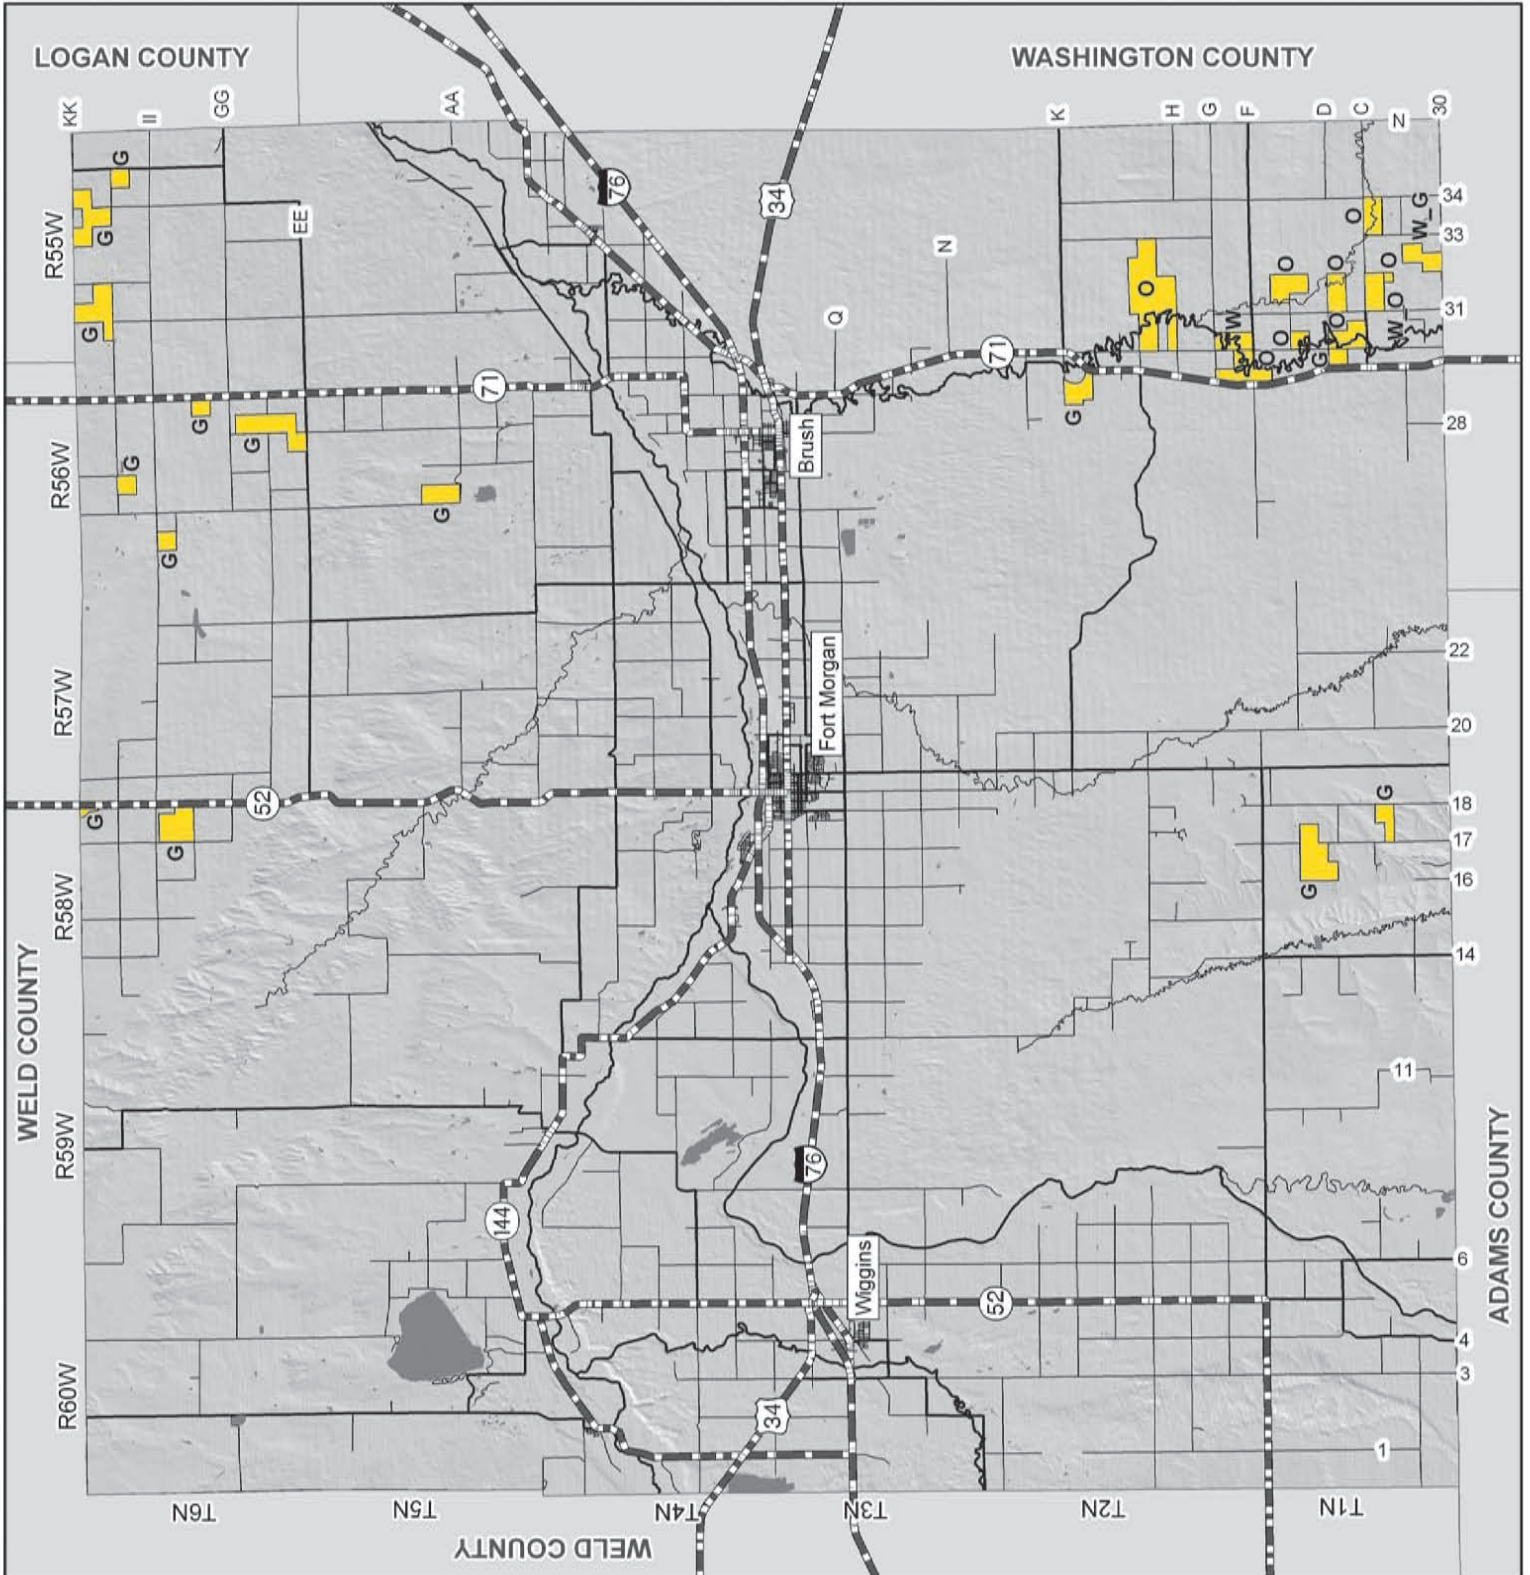 LOGAN COUNTY
WASHINGTON COUNTY
KK
II
GG
AA
K
H
G
F
D
C
30
R55W
EE
G
G
G
76
34
N
Q
34
33
31
28
O
O
O
O
O
O
O
O
W
W_O
W_G
G
G
71
71
R56W
G
G
G
G
G
Brush
R57W
Fort Morgan
22
20
52
G
G
G
G
18
17
16
14
R58W
WELD COUNTY
R59W
144
76
11
ADAMS COUNTY
Wiggins
52
6
4
3
1
R60W
34
T6N
T5N
T4N
T3N
T2N
T1N
WELD COUNTY